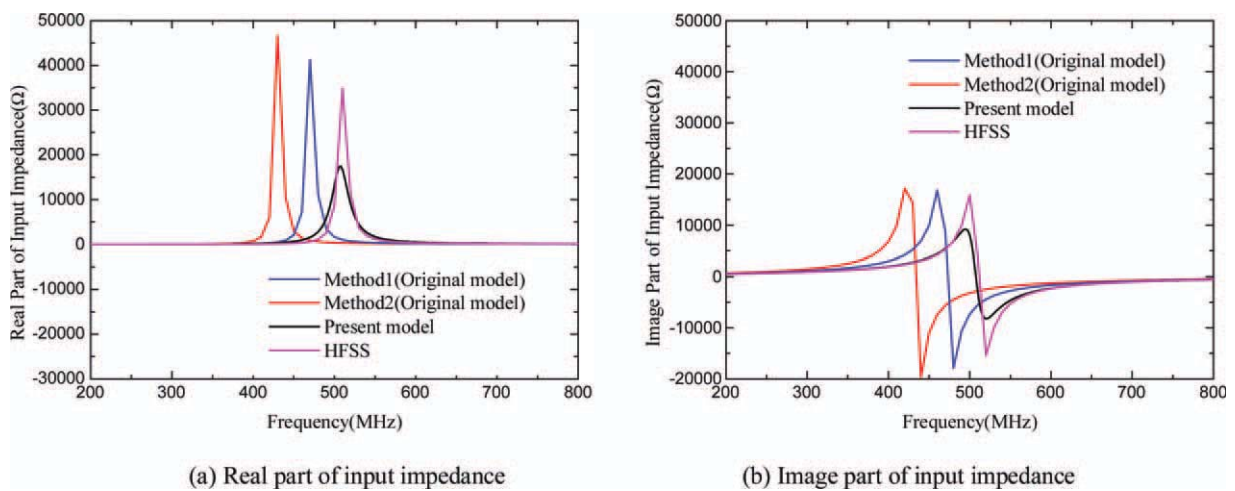 50000
40000
30000
20000
10000
0
-10000
-20000
-30000
Real Part of Input Impedance(Ω)
Method1(Original model)
Method2(Original model)
Present model
HFSS
200 300 400 500 600 700 800
Frequency(MHz)
(a) Real part of input impedance
50000
40000
30000
20000
10000
0
-10000
-20000
Image Part of Input Impedance(Ω)
Method1(Original model)
Method2(Original model)
Present model
HFSS
200 300 400 500 600 700 800
Frequency(MHz)
(b) Image part of input impedance